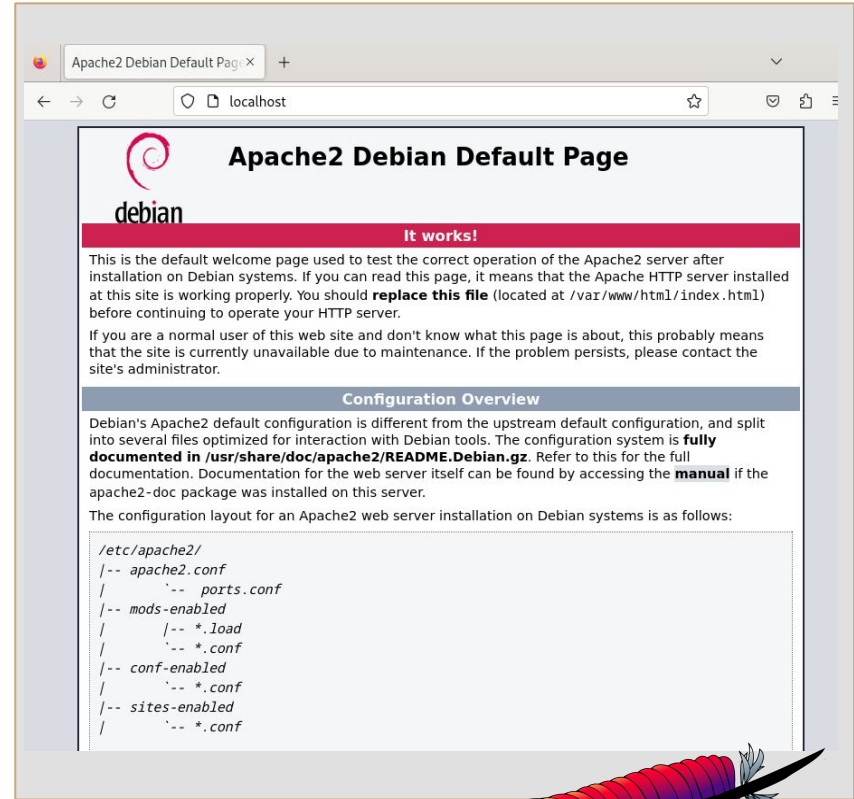 Apache2 Debian Default Pag
localhost
Apache2 Debian Default Page
debian
It works!
This is the default welcome page used to test the correct operation of the Apache2 server after
installation on Debian systems. If you can read this page, it means that the Apache HTTP server installed
at this site is working properly. You should replace this file (located at /var/www/html/index.html)
before continuing to operate your HTTP server.
If you are a normal user of this web site and don't know what this page is about, this probably means
that the site is currently unavailable due to maintenance. If the problem persists, please contact the
site's administrator.
Configuration Overview
Debian's Apache2 default configuration is different from the upstream default configuration, and split
into several files optimized for interaction with Debian tools. The configuration system is fully
documented in /usr/share/doc/apache2/README.Debian.gz. Refer to this for the full
documentation. Documentation for the web server itself can be found by accessing the manual if the
apache2-doc package was installed on this server.
The configuration layout for an Apache2 web server installation on Debian systems is as follows:
/etc/apache2/
|-- apache2.conf
|       `--  ports.conf
|-- mods-enabled
|       |-- *.load
|       `-- *.conf
|-- conf-enabled
|       `-- *.conf
|-- sites-enabled
|       `-- *.conf